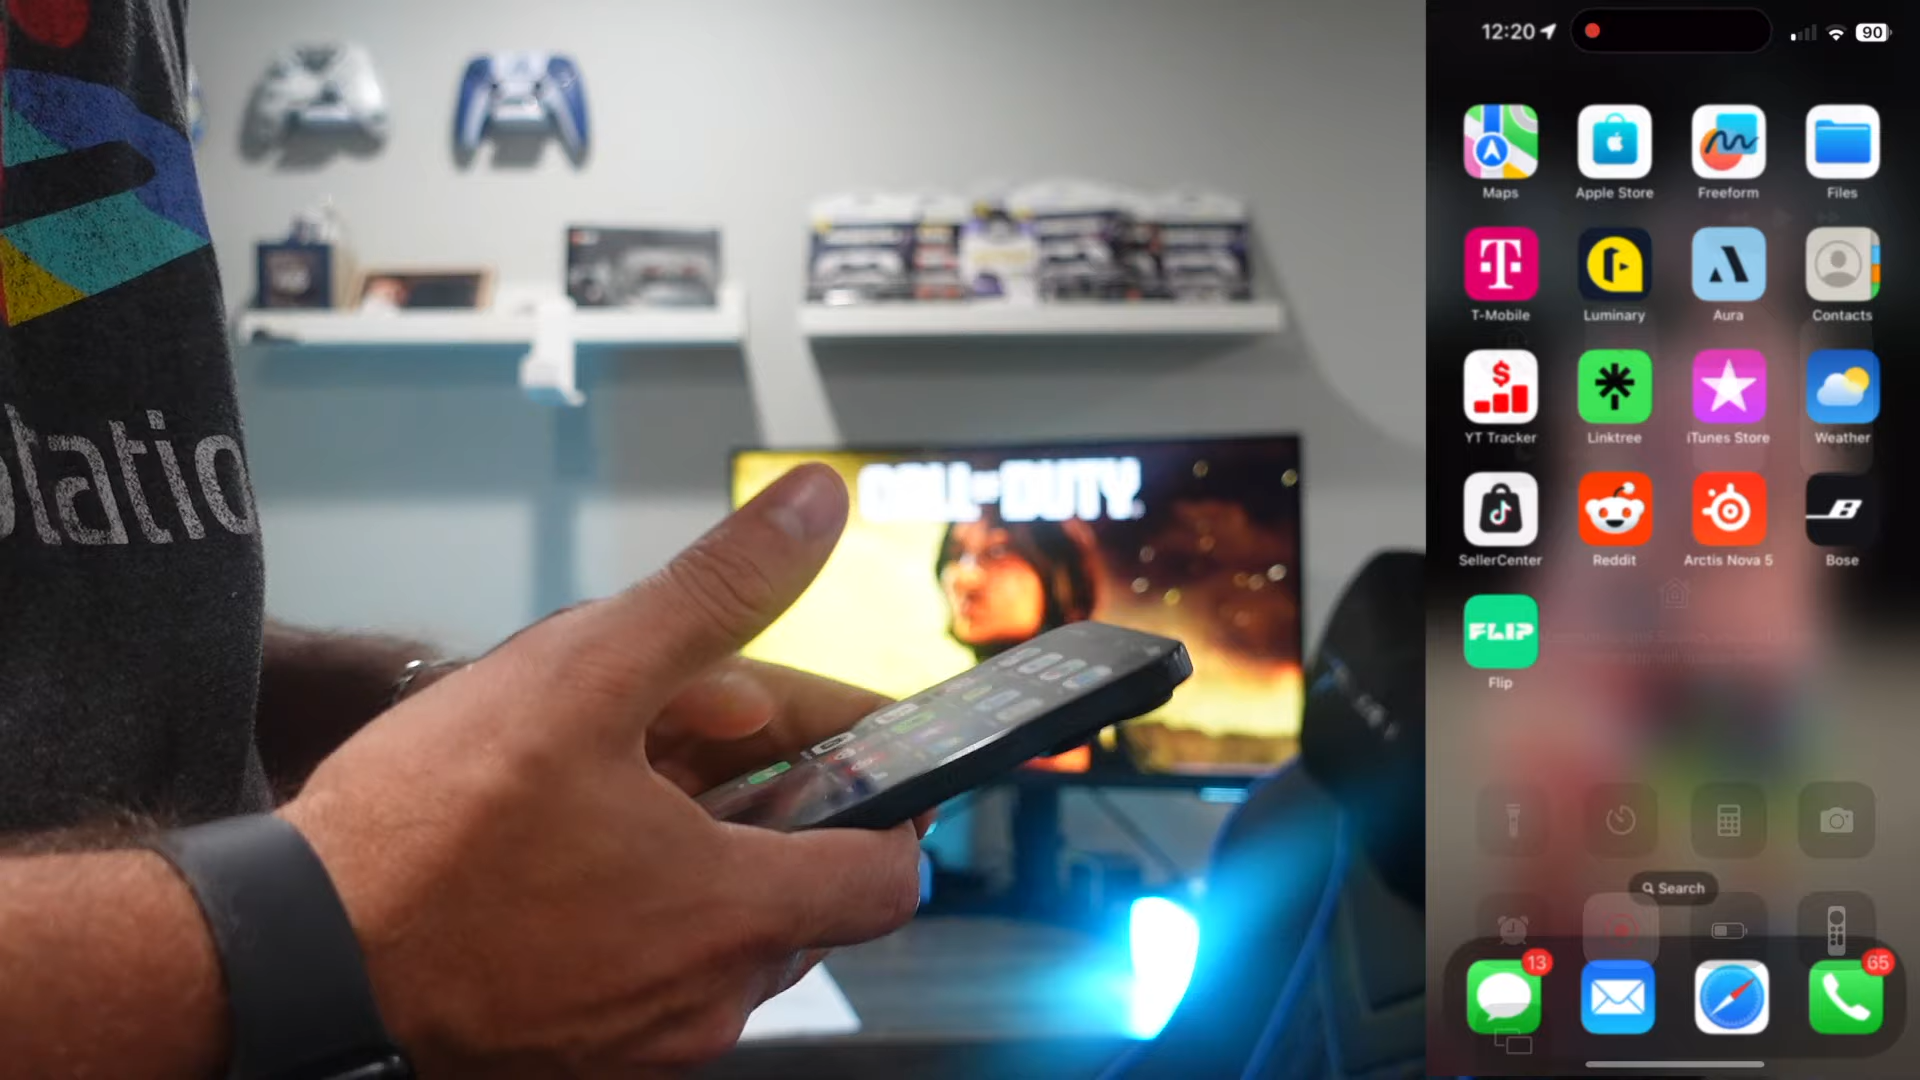 12:20
90
Maps
Apple Store
Freeform
Files
T-Mobile
Luminary
Aura
Contacts
YT Tracker
Linktree
iTunes Store
Weather
SellerCenter
Reddit
Arctis Nova 5
Bose
FLIP
Flip
Search
13
65
CALL OF DUTY
tatio